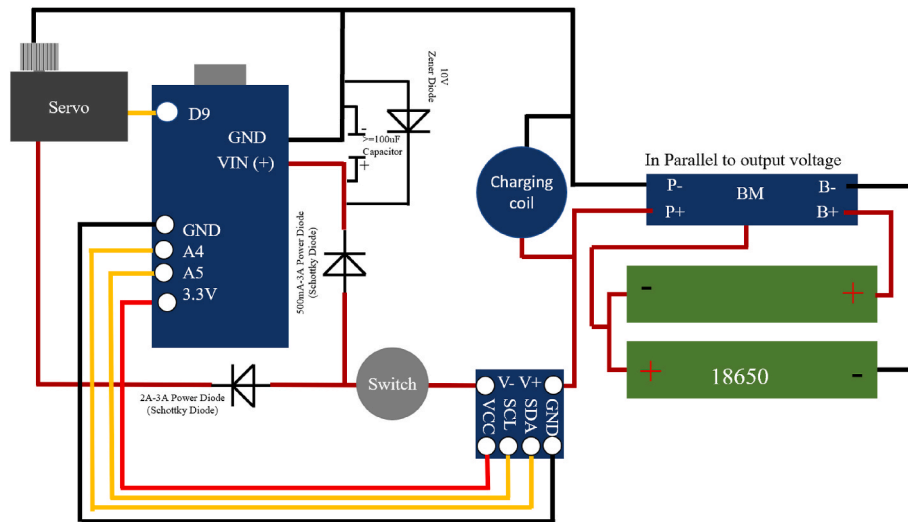 Servo
D9
GND
VIN (+)
-
>=100nF
Capacitor
+
10V
Zener Diode
Charging
coil
In Parallel to output voltage
P-
BM
B-
P+
B+
GND
A4
A5
3.3V
500mA-3A Power Diode
(Schottky Diode)
-
+
Switch
2A-3A Power Diode
(Schottky Diode)
V- V+
VCC
SCL
SDA
GND
+
18650
-